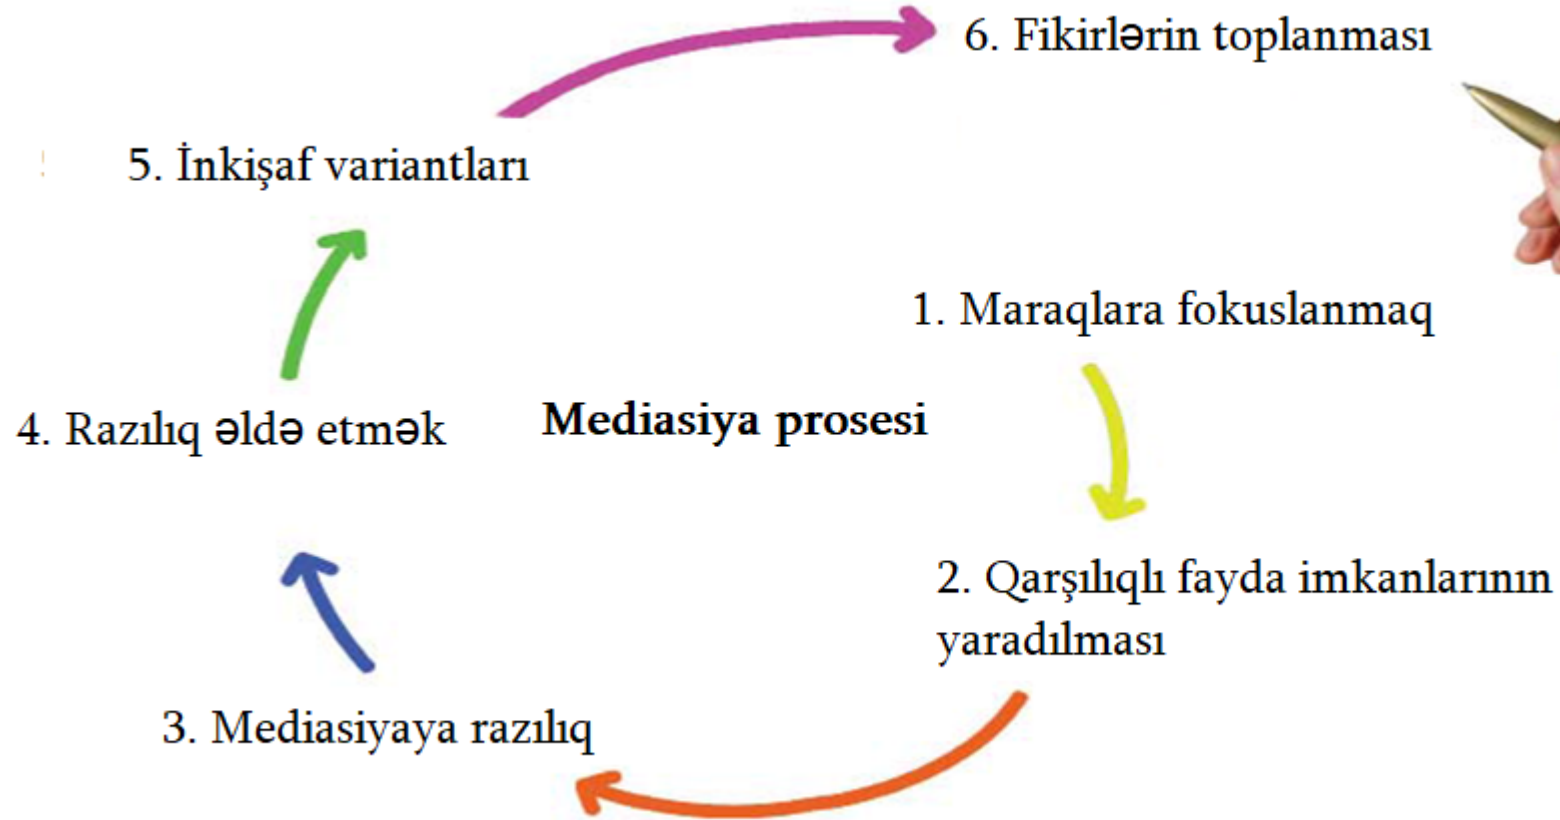 6. Fikirlərin toplanması
5. İnkişaf variantları
1. Maraqlara fokuslanmaq
4. Razılıq əldə etmək
Mediasiya prosesi
2. Qarşılıqlı fayda imkanlarının
yaradılması
3. Mediasiyaya razılıq